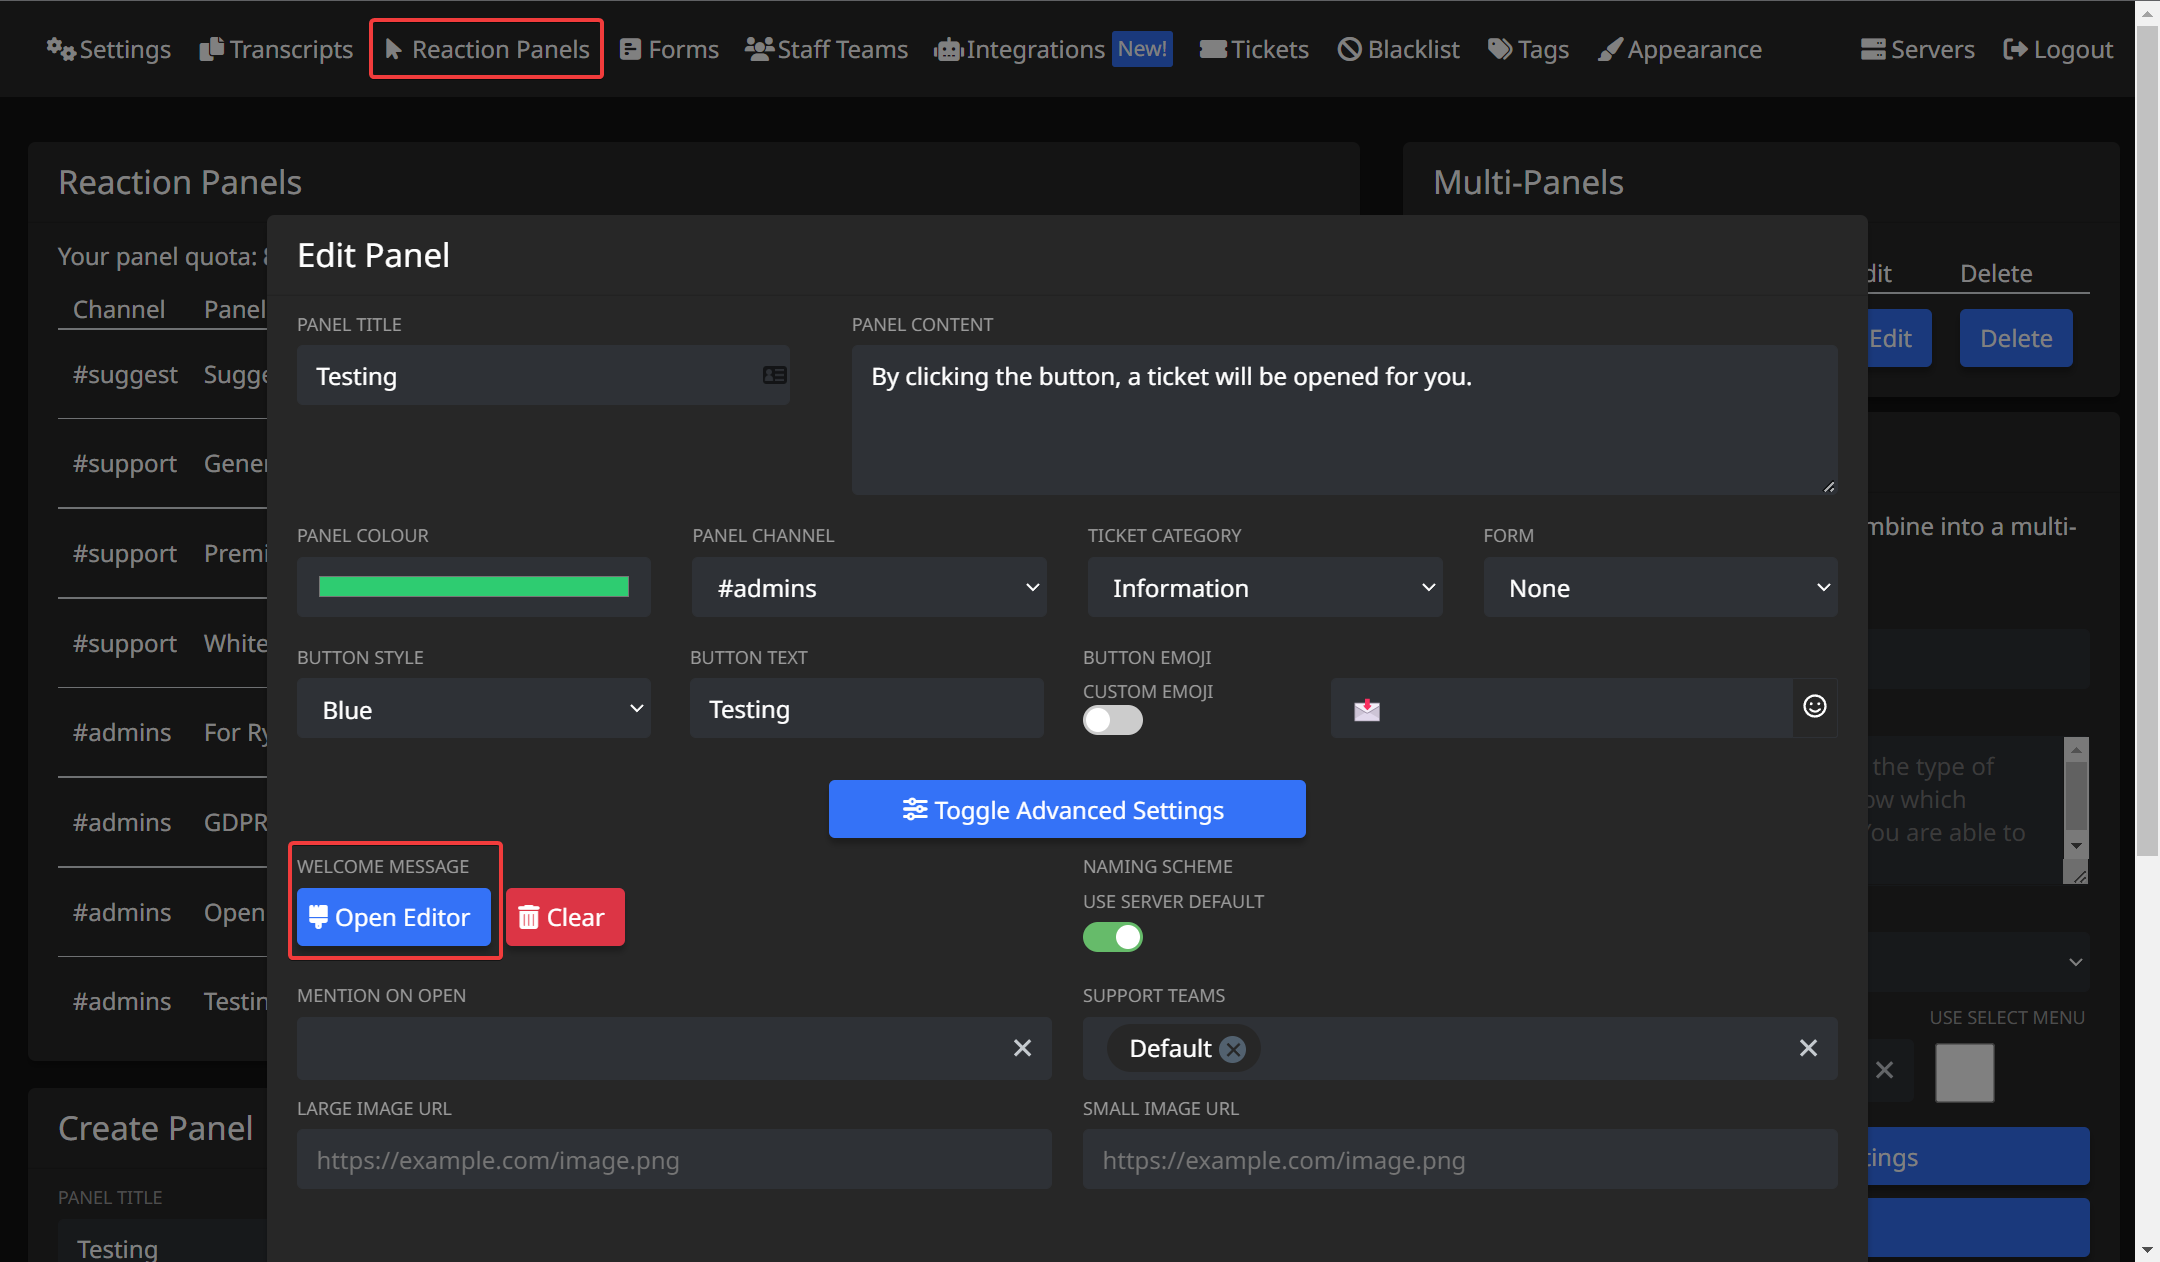 Settings Transcripts Reaction Panels Forms Staff Teams Integrations New! Tickets Blacklist Tags Appearance Servers Logout
Reaction Panels
Your panel quota:
Channel Panel
#suggest Sugge
#support Gener
#support Premi
#support White
#admins For Ry
#admins GDPR
#admins Open
#admins Testin
Create Panel
PANEL TITLE
Testing
Multi-Panels
dit Delete
Edit Delete
mbine into a multi-
the type of
ow which
You are able to
USE SELECT MENU
tings
Edit Panel
PANEL TITLE
Testing
PANEL CONTENT
By clicking the button, a ticket will be opened for you.
PANEL COLOUR
PANEL CHANNEL
#admins
TICKET CATEGORY
Information
FORM
None
BUTTON STYLE
Blue
BUTTON TEXT
Testing
BUTTON EMOJI
CUSTOM EMOJI
Toggle Advanced Settings
WELCOME MESSAGE
Open Editor Clear
NAMING SCHEME
USE SERVER DEFAULT
MENTION ON OPEN
SUPPORT TEAMS
Default
LARGE IMAGE URL
https://example.com/image.png
SMALL IMAGE URL
https://example.com/image.png